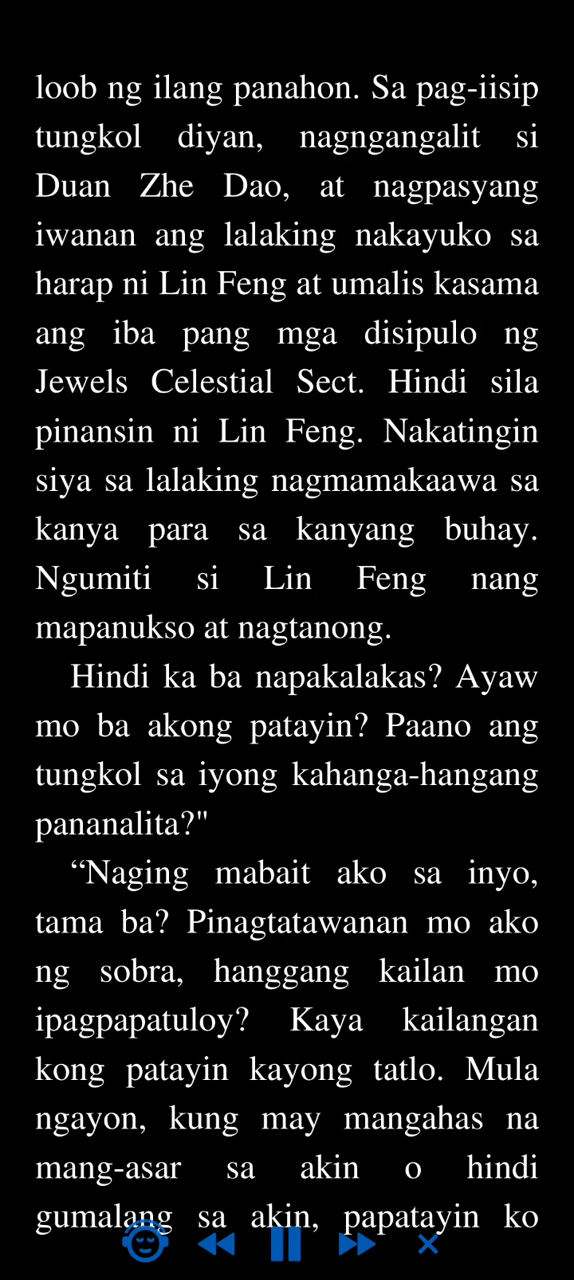 loob ng ilang panahon. Sa pag-iisip
tungkol diyan, nagngangalit si
Duan Zhe Dao, at nagpasyang
iwanan ang lalaking nakayuko sa
harap ni Lin Feng at umalis kasama
ang iba pang mga disipulo ng
Jewels Celestial Sect. Hindi sila
pinansin ni Lin Feng. Nakatingin
siya sa lalaking nagmamakaawa sa
kanya para sa kanyang buhay.
Ngumiti si Lin Feng nang
mapanukso at nagtanong.
Hindi ka ba napakalakas? Ayaw
mo ba akong patayin? Paano ang
tungkol sa iyong kahanga-hangang
pananalita?"
“Naging mabait ako sa inyo,
tama ba? Pinagtatawanan mo ako
ng sobra, hanggang kailan mo
ipagpapatuloy? Kaya kailangan
kong patayin kayong tatlo. Mula
ngayon, kung may mangahas na
mang-asar sa akin o hindi
gumalang sa akin, papatayin ko